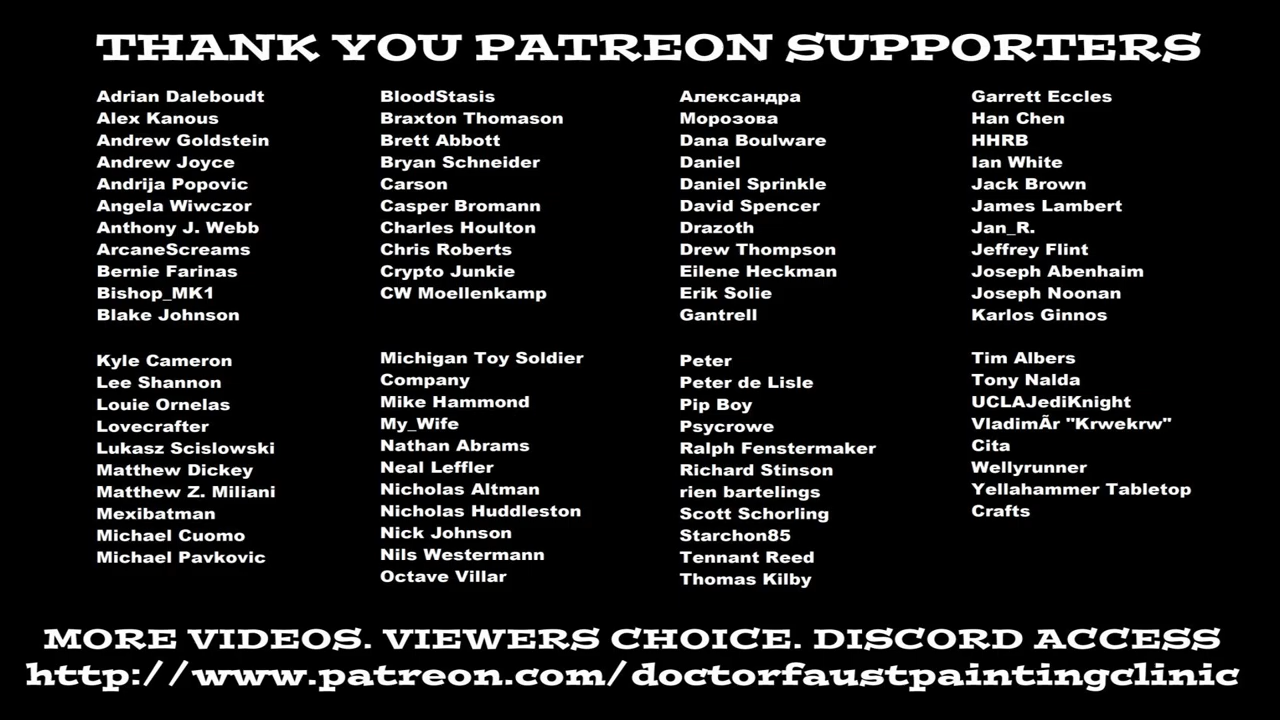 THANK YOU PATREON SUPPORTERS
Adrian Daleboudt
Alex Kanous
Andrew Goldstein
Andrew Joyce
Andrija Popovic
Angela Wiwczor
Anthony J. Webb
ArcaneScreams
Bernie Farinas
Bishop_MK1
Blake Johnson
BloodStasis
Braxton Thomason
Brett Abbott
Bryan Schneider
Carson
Casper Bromann
Charles Houlton
Chris Roberts
Crypto Junkie
CW Moellenkamp
Александра
Морозова
Dana Boulware
Daniel
Daniel Sprinkle
David Spencer
Drazoth
Drew Thompson
Eilene Heckman
Erik Solie
Gantrell
Garrett Eccles
Han Chen
HHRB
Ian White
Jack Brown
James Lambert
Jan_R.
Jeffrey Flint
Joseph Abenhaim
Joseph Noonan
Karlos Ginnos
Kyle Cameron
Lee Shannon
Louie Ornelas
Lovecrafter
Lukasz Scislowski
Matthew Dickey
Matthew Z. Miliani
Mexibatman
Michael Cuomo
Michael Pavkovic
Michigan Toy Soldier
Company
Mike Hammond
My_Wife
Nathan Abrams
Neal Leffler
Nicholas Altman
Nicholas Huddleston
Nick Johnson
Nils Westermann
Octave Villar
Peter
Peter de Lisle
Pip Boy
Psycrowe
Ralph Fenstermaker
Richard Stinson
rien bartelings
Scott Schorling
Starchon85
Tennant Reed
Thomas Kilby
Tim Albers
Tony Nalda
UCLAJediKnight
VladimÃr "Krwekrw"
Cita
Wellyrunner
Yellahammer Tabletop
Crafts
MORE VIDEOS. VIEWERS CHOICE. DISCORD ACCESS
http://www.patreon.com/doctorfaustpaintingclinic